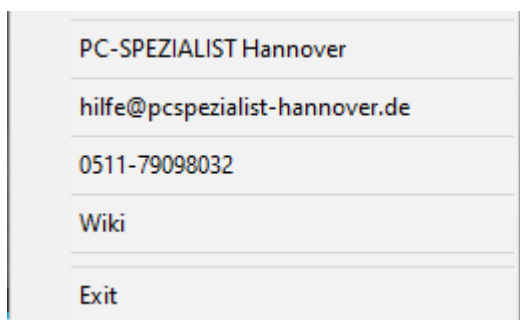 PC-SPEZIALIST Hannover
hilfe@pcspezialist-hannover.de
0511-79098032
Wiki
Exit